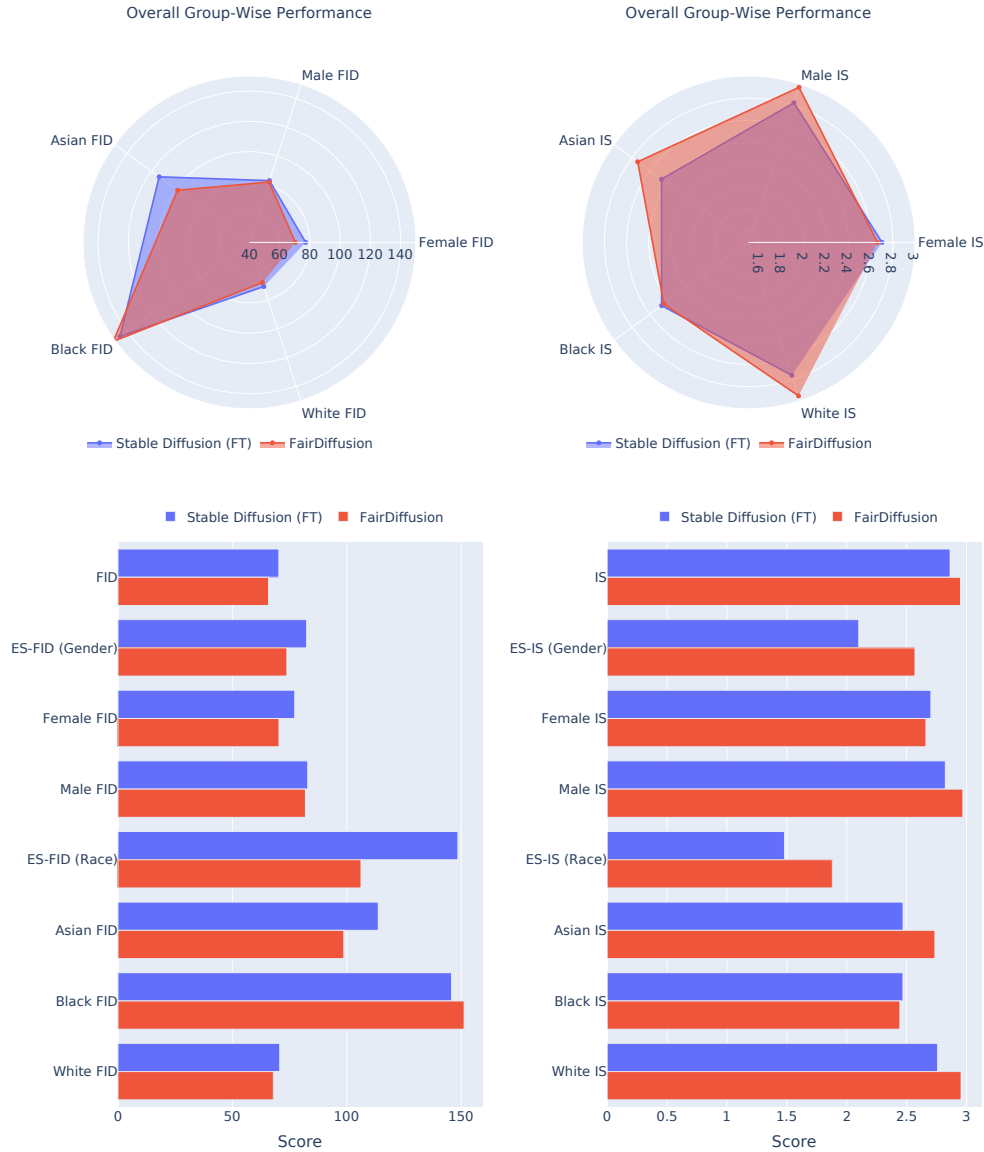 Overall Group-Wise Performance
Male FID
Asian FID
Female FID
40 60 80 100 120 140
Black FID
White FID
Stable Diffusion (FT) FairDiffusion
Overall Group-Wise Performance
Male IS
Asian IS
Female IS
1.6 1.8 2 2.2 2.4 2.6 2.8 3
Black IS
White IS
Stable Diffusion (FT) FairDiffusion
Stable Diffusion (FT) FairDiffusion
FID
ES-FID (Gender)
Female FID
Male FID
ES-FID (Race)
Asian FID
Black FID
White FID
0 50 100 150
Score
Stable Diffusion (FT) FairDiffusion
IS
ES-IS (Gender)
Female IS
Male IS
ES-IS (Race)
Asian IS
Black IS
White IS
0 0.5 1 1.5 2 2.5 3
Score